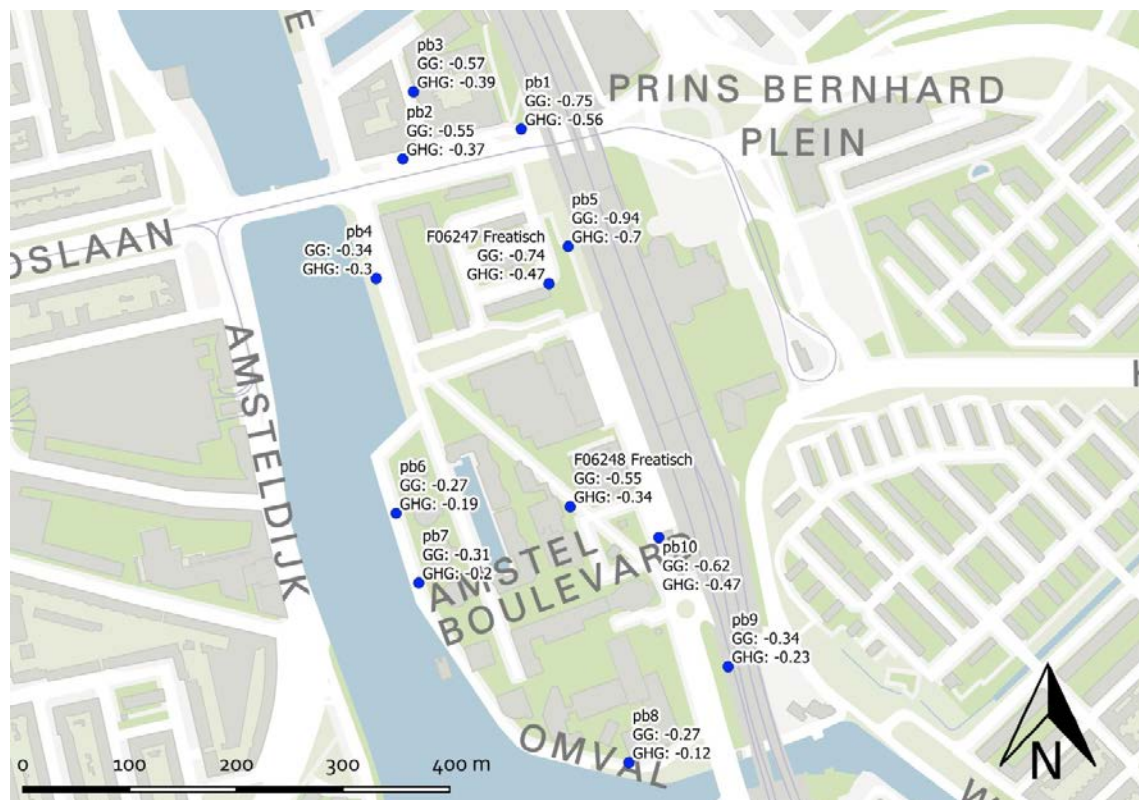 E
pb3
GG: -0.57
GHG: -0.39
pb1
GG: -0.75
GHG: -0.56
PRINS BERNHARD
PLEIN
pb2
GG: -0.55
GHG: -0.37
pb5
GG: -0.94
GHG: -0.7
pb4
GG: -0.34
GHG: -0.3
F06247 Freatisch
GG: -0.74
GHG: -0.47
OSLAAN
AMSTELDIJK
K
pb6
GG: -0.27
GHG: -0.19
F06248 Freatisch
GG: -0.55
GHG: -0.34
pb7
GG: -0.31
GHG: -0.2
AMSTEL
BOULEVARD
pb10
GG: -0.62
GHG: -0.47
pb9
GG: -0.34
GHG: -0.23
pb8
GG: -0.27
GHG: -0.12
OMVAL
W
N
0 100 200 300 400 m